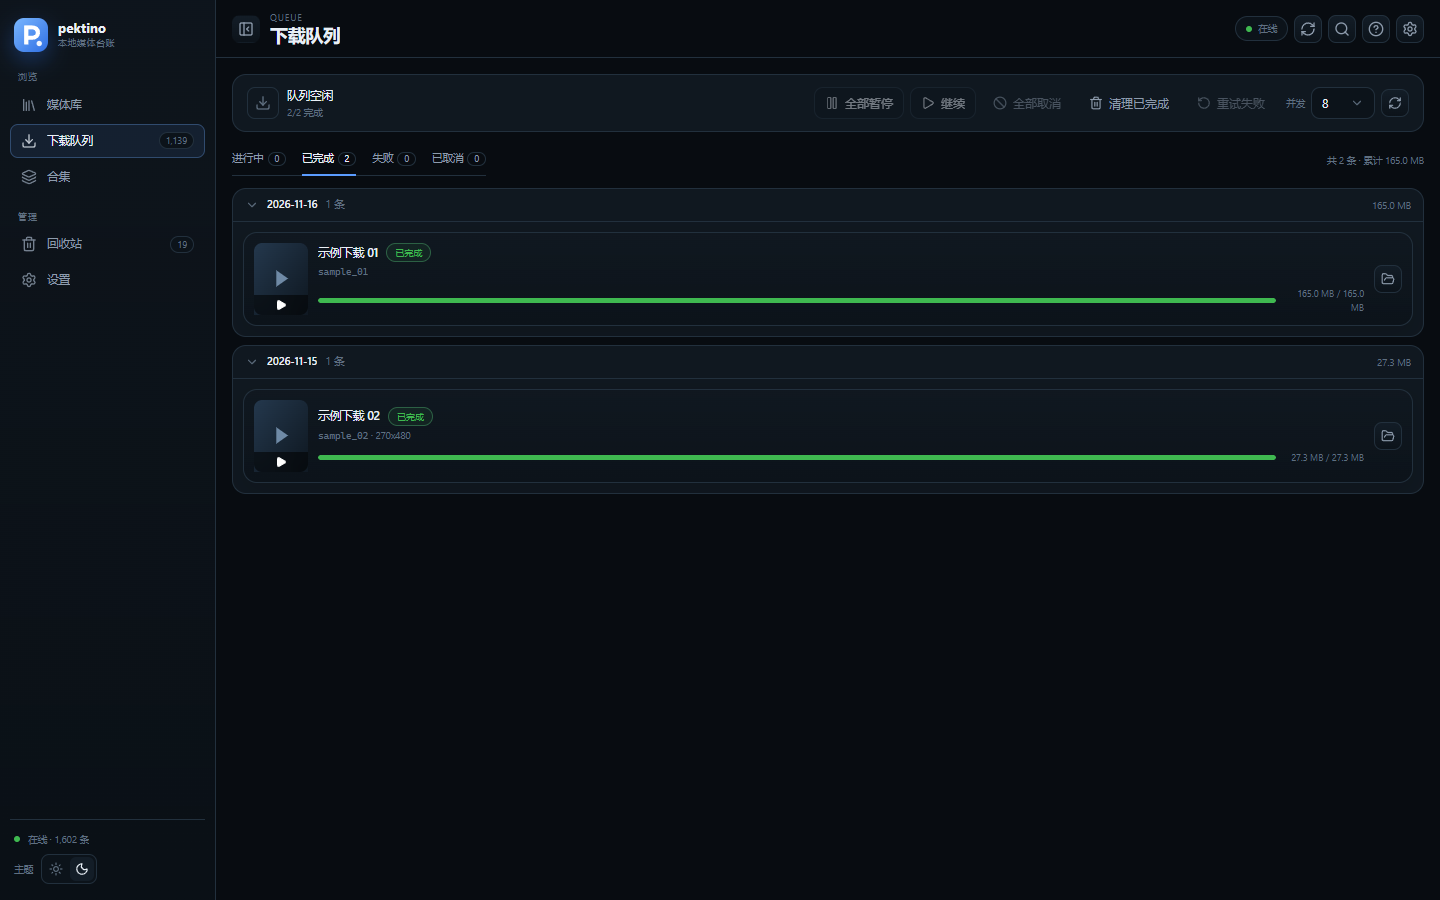 P.
pektino
本地媒体台账
浏览
媒体库
下载队列 1,139
合集
管理
回收站 19
设置
在线 · 1,602 条
主题
QUEUE
下载队列
在线
队列空闲
2/2 完成
全部暂停 继续 全部取消 清理已完成 重试失败 并发 8
进行中 0 已完成 2 失败 0 已取消 0
共 2 条 · 累计 165.0 MB
2026-11-16 1 条 165.0 MB
示例下载 01 已完成
sample_01
165.0 MB / 165.0
MB
2026-11-15 1 条 27.3 MB
示例下载 02 已完成
sample_02 · 270x480
27.3 MB / 27.3 MB